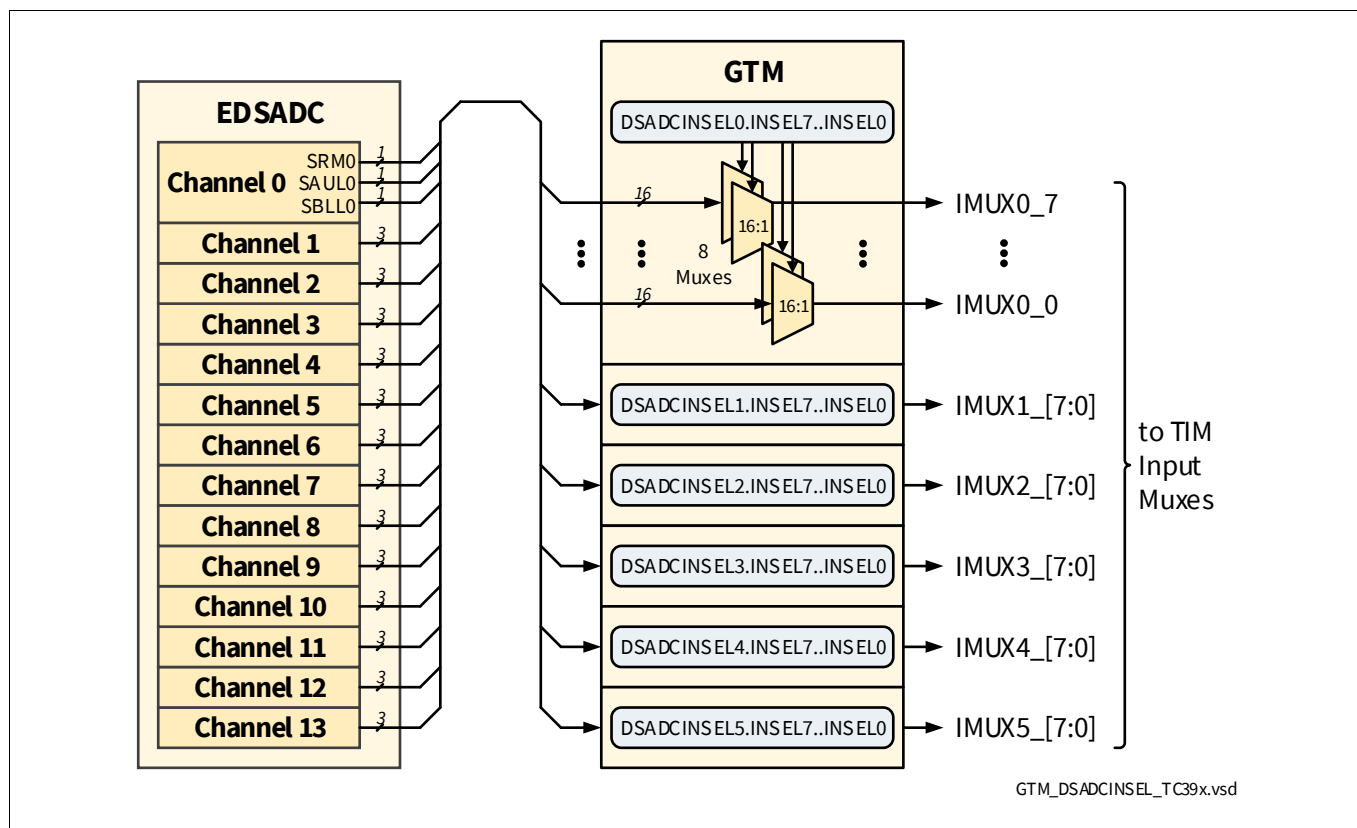 EDSADC
Channel 0
SRM0
1
SAUL0
1
SBLL0
1
Channel 1
3
Channel 2
3
Channel 3
3
Channel 4
3
Channel 5
3
Channel 6
3
Channel 7
3
Channel 8
3
Channel 9
3
Channel 10
3
Channel 11
3
Channel 12
3
Channel 13
3
GTM
DSADCINSEL0.INSEL7..INSEL0
16
16:1
IMUX0_7
8
Muxes
16
16:1
IMUX0_0
DSADCINSEL1.INSEL7..INSEL0
IMUX1_[7:0]
DSADCINSEL2.INSEL7..INSEL0
IMUX2_[7:0]
DSADCINSEL3.INSEL7..INSEL0
IMUX3_[7:0]
DSADCINSEL4.INSEL7..INSEL0
IMUX4_[7:0]
DSADCINSEL5.INSEL7..INSEL0
IMUX5_[7:0]
to TIM
Input
Muxes
GTM_DSADCINSEL_TC39x.vsd